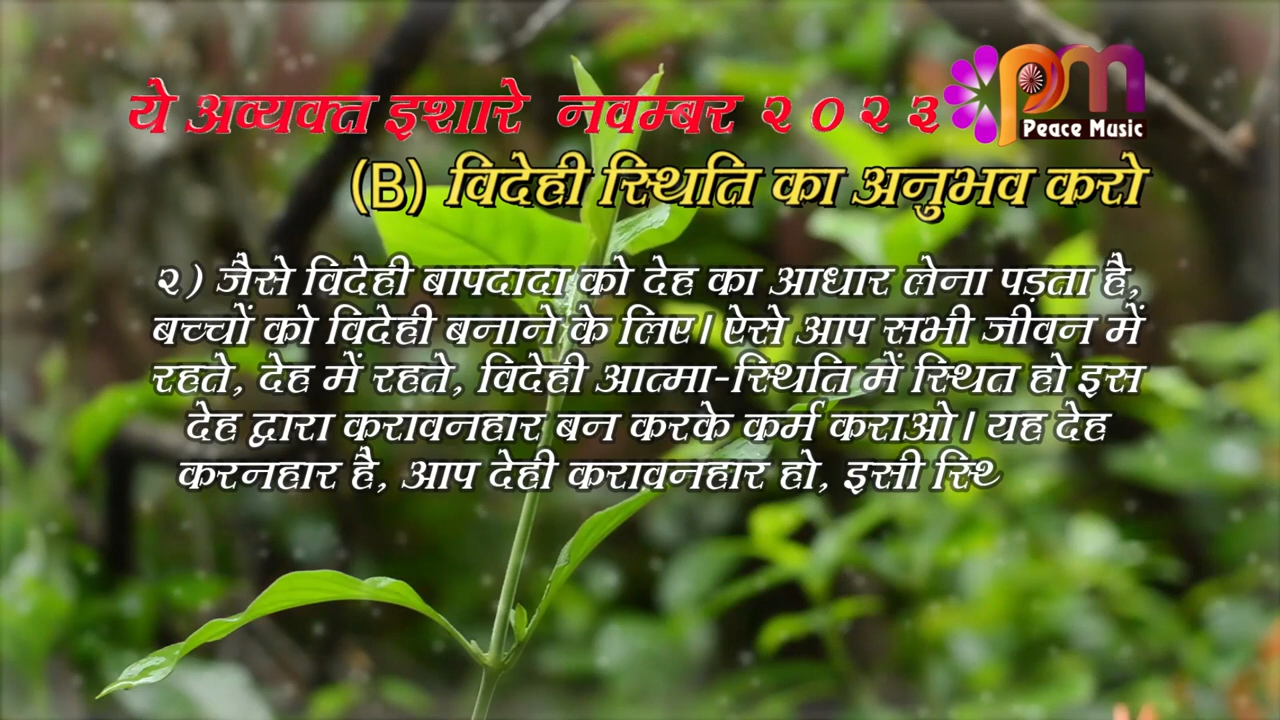 ये अव्यक्त इशारे नवम्बर २०२३
pm
Peace Music
(B) विदेही स्थिति का अनुभव करो
२) जैसे विदेही बापदादा को देह का आधार लेना पड़ता है,
बच्चों को विदेही बनाने के लिए। ऐसे आप सभी जीवन में
रहते, देह में रहते, विदेही आत्मा-स्थिति में स्थित हो इस
देह द्वारा करावनहार बन करके कर्म कराओ। यह देह
करनहार है, आप देही करावनहार हो, इसी स्थि